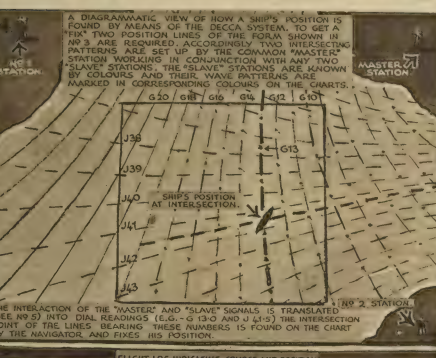 A DIAGRAMMATIC VIEW OF HOW A SHIP'S POSITION IS
FOUND BY MEANS OF THE DECCA SYSTEM. TO GET A
"FIX" TWO POSITION LINES OF THE FORM SHOWN IN
Nº 3 ARE REQUIRED. ACCORDINGLY TWO INTERSECTING
PATTERNS ARE SET UP BY THE COMMON "MASTER"
STATION WORKING IN CONJUNCTION WITH ANY TWO
"SLAVE" STATIONS. THE "SLAVE" STATIONS ARE KNOWN
BY COLOURS AND THEIR WAVE PATTERNS ARE
MARKED IN CORRESPONDING COLOURS ON THE CHARTS.
Nº 1
STATION.
MASTER
STATION
G20 G18 G16 G14 G12 G10
J38
G13
J39
J40
SHIP'S POSITION
AT INTERSECTION.
J41
J43
Nº 2 STATION.
THE INTERACTION OF THE "MASTER" AND "SLAVE" SIGNALS IS TRANSLATED
(SEE Nº 5) INTO DIAL READINGS (E.G.- G 13·0 AND J 41·5) THE INTERSECTION
POINT OF THE LINES BEARING THESE NUMBERS IS FOUND ON THE CHART
BY THE NAVIGATOR AND FIXES HIS POSITION.